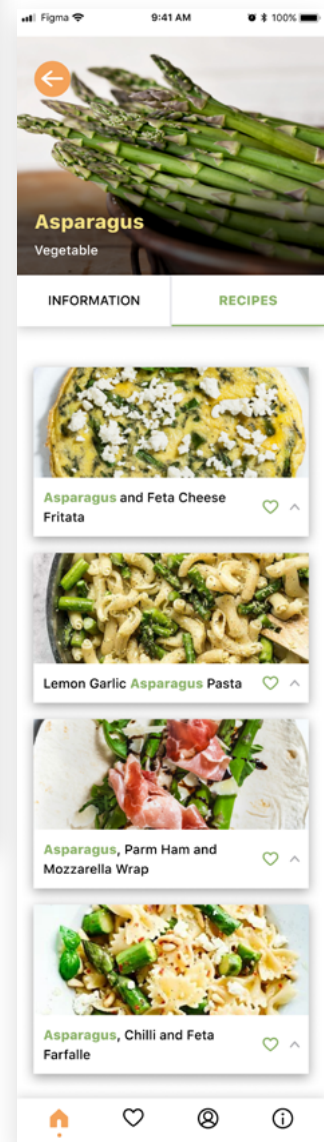 Figma 9:41 AM 100%
Asparagus
Vegetable
INFORMATION RECIPES
Asparagus and Feta Cheese
Fritata
Lemon Garlic Asparagus Pasta
Asparagus, Parm Ham and
Mozzarella Wrap
Asparagus, Chilli and Feta
Farfalle